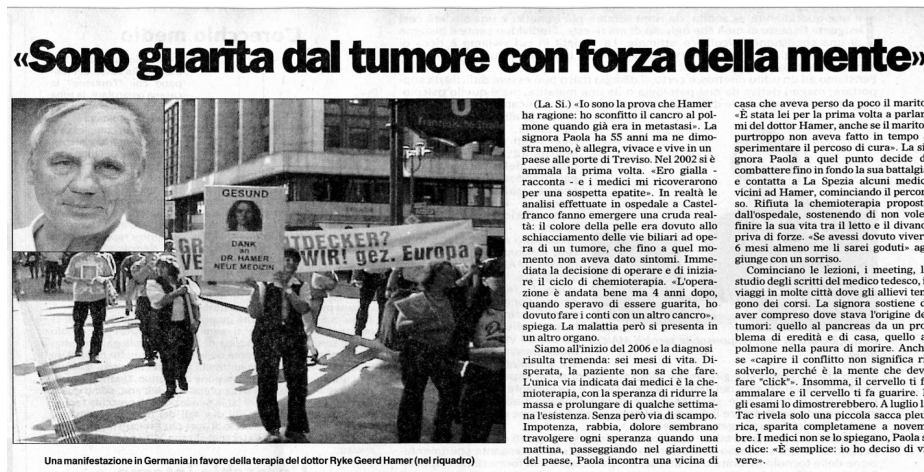 «Sono guarita dal tumore con forza della mente»
GESUND
DANK
an
DR. HAMER
NEUE MEDIZIN
TDECKER?
WIR! gez. Europa
Una manifestazione in Germania in favore della terapia del dottor Ryke Geerd Hamer (nel riquadro)
(La. Si.) «Io sono la prova che Hamer
ha ragione: ho sconfitto il cancro al pol-
mone quando già era in metastasi». La
signora Paola ha 55 anni ma ne dimo-
stra meno, è allegra, vivace e vive in un
paese alle porte di Treviso. Nel 2002 si è
ammala la prima volta. «Ero gialla -
racconta - e i medici mi ricoverarono
per una sospetta epatite». In realtà le
analisi effettuate in ospedale a Castel-
franco fanno emergere una cruda real-
tà: il colore della pelle era dovuto allo
schiacciamento delle vie biliari ad ope-
ra di un tumore, che fino a quel mo-
mento non aveva dato sintomi. Imme-
diata la decisione di operare e di inizia-
re il ciclo di chemioterapia. «L'opera-
zione è andata bene ma 4 anni dopo,
quando speravo di essere guarita, ho
dovuto fare i conti con un altro cancro»,
spiega. La malattia però si presenta in
un altro organo.
Siamo all'inizio del 2006 e la diagnosi
risulta tremenda: sei mesi di vita. Di-
sperata, la paziente non sa che fare.
L'unica via indicata dai medici è la che-
mioterapia, con la speranza di ridurre la
massa e prolungare di qualche settima-
na l'esistenza. Senza però via di scampo.
Impotenza, rabbia, dolore sembrano
travolgere ogni speranza quando una
mattina, passeggiando nel giardinetti
del paese, Paola incontra una vicina di
casa che aveva perso da poco il marito.
«È stata lei per la prima volta a parlar
mi del dottor Hamer, anche se il marito
purtroppo non aveva fatto in tempo
sperimentare il percoso di cura». La si
gnora Paola a quel punto decide d
combattere fino in fondo la sua battgli
e contatta a La Spezia alcuni medic
vicini ad Hamer, cominciando il percor
so. Rifiuta la chemioterapia propost
dall'ospedale, sostenendo di non vole
finire la sua vita tra il letto e il divano
priva di forze. «Se avessi dovuto viver
6 mesi almeno me li sarei goduti» ag
giunge con un sorriso.
Cominciano le lezioni, i meeting, l
studio degli scritti del medico tedesco,
viaggi in molte città dove gli allievi ten
gono dei corsi. La signora sostiene d
aver compreso dove stava l'origine de
tumori: quello al pancreas da un pro
blema di eredità e di casa, quello a
polmone nella paura di morire. Anch
se «capire il conflitto non significa ri
solverlo, perché è la mente che dev
fare "click"». Insomma, il cervello ti f
ammalare e il cervello ti fa guarire.
gli esami lo dimostrerebbero. A luglio l
Tac rivela solo una piccola sacca pleu
rica, sparita completamene a novem
bre. I medici non se lo spiegano, Paola s
e dice: «È semplice: io ho deciso di vi
vere».